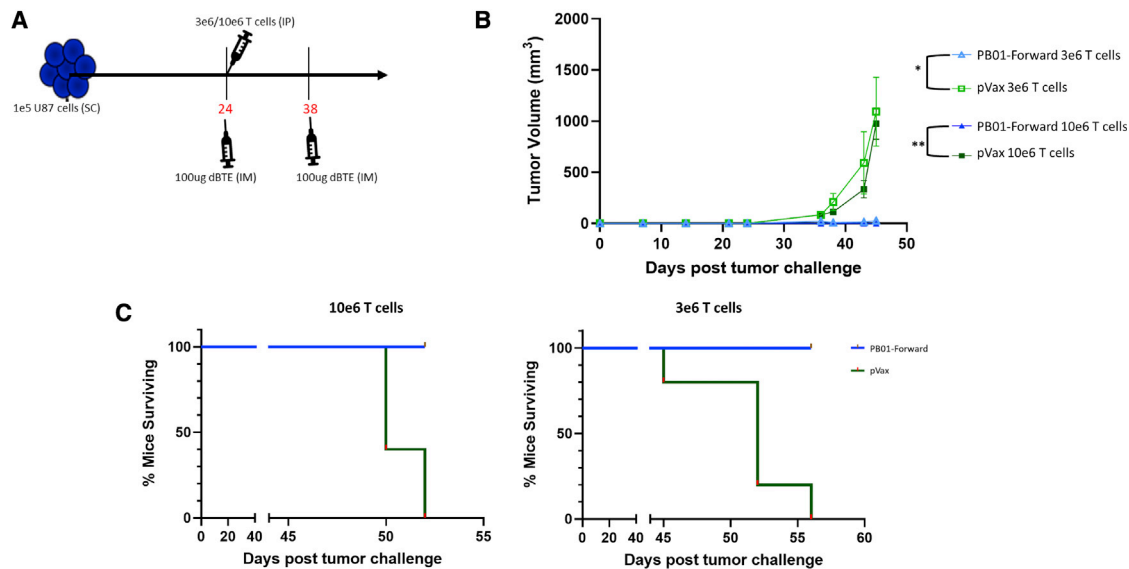 A
3e6/10e6 T cells (IP)
1e5 U87 cells (SC)
24
38
100ug dBTE (IM)
100ug dBTE (IM)
B
Tumor Volume (mm³)
2000
1500
1000
500
0
0 10 20 30 40 50
Days post tumor challenge
PB01-Forward 3e6 T cells
*
pVax 3e6 T cells
PB01-Forward 10e6 T cells
**
pVax 10e6 T cells
C
10e6 T cells
% Mice Surviving
100
50
0
0 20 40 45 50 55
Days post tumor challenge
3e6 T cells
% Mice Surviving
100
50
0
0 20 40 45 50 55 60
Days post tumor challenge
PB01-Forward
pVax